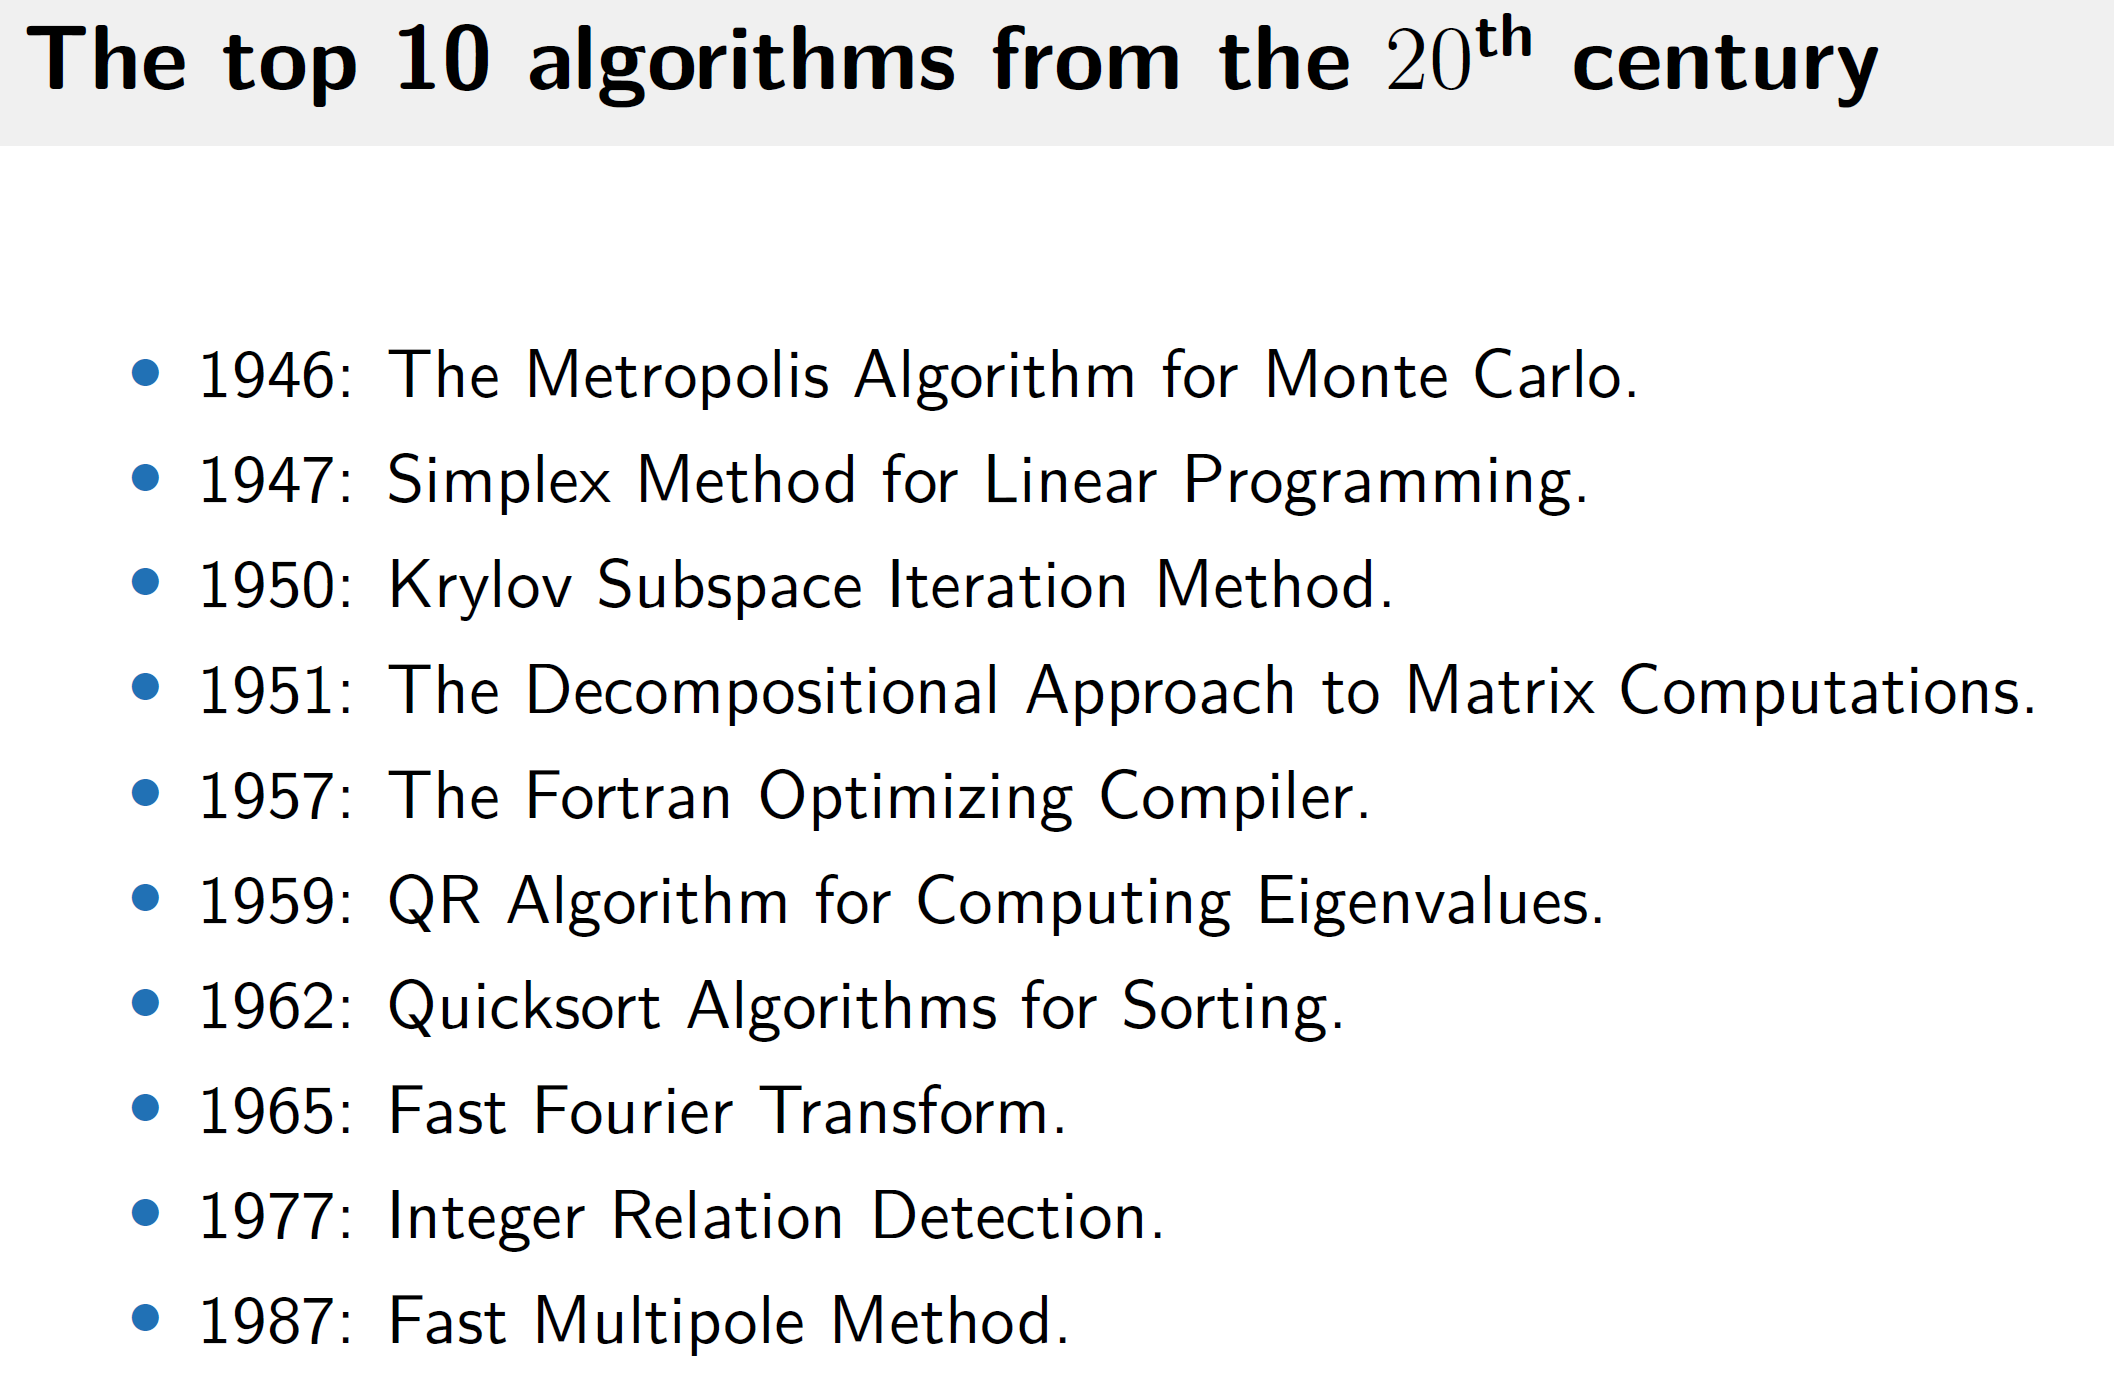 The top 10 algorithms from the 20th century
• 1946: The Metropolis Algorithm for Monte Carlo.
• 1947: Simplex Method for Linear Programming.
• 1950: Krylov Subspace Iteration Method.
• 1951: The Decompositional Approach to Matrix Computations.
• 1957: The Fortran Optimizing Compiler.
• 1959: QR Algorithm for Computing Eigenvalues.
• 1962: Quicksort Algorithms for Sorting.
• 1965: Fast Fourier Transform.
• 1977: Integer Relation Detection.
• 1987: Fast Multipole Method.